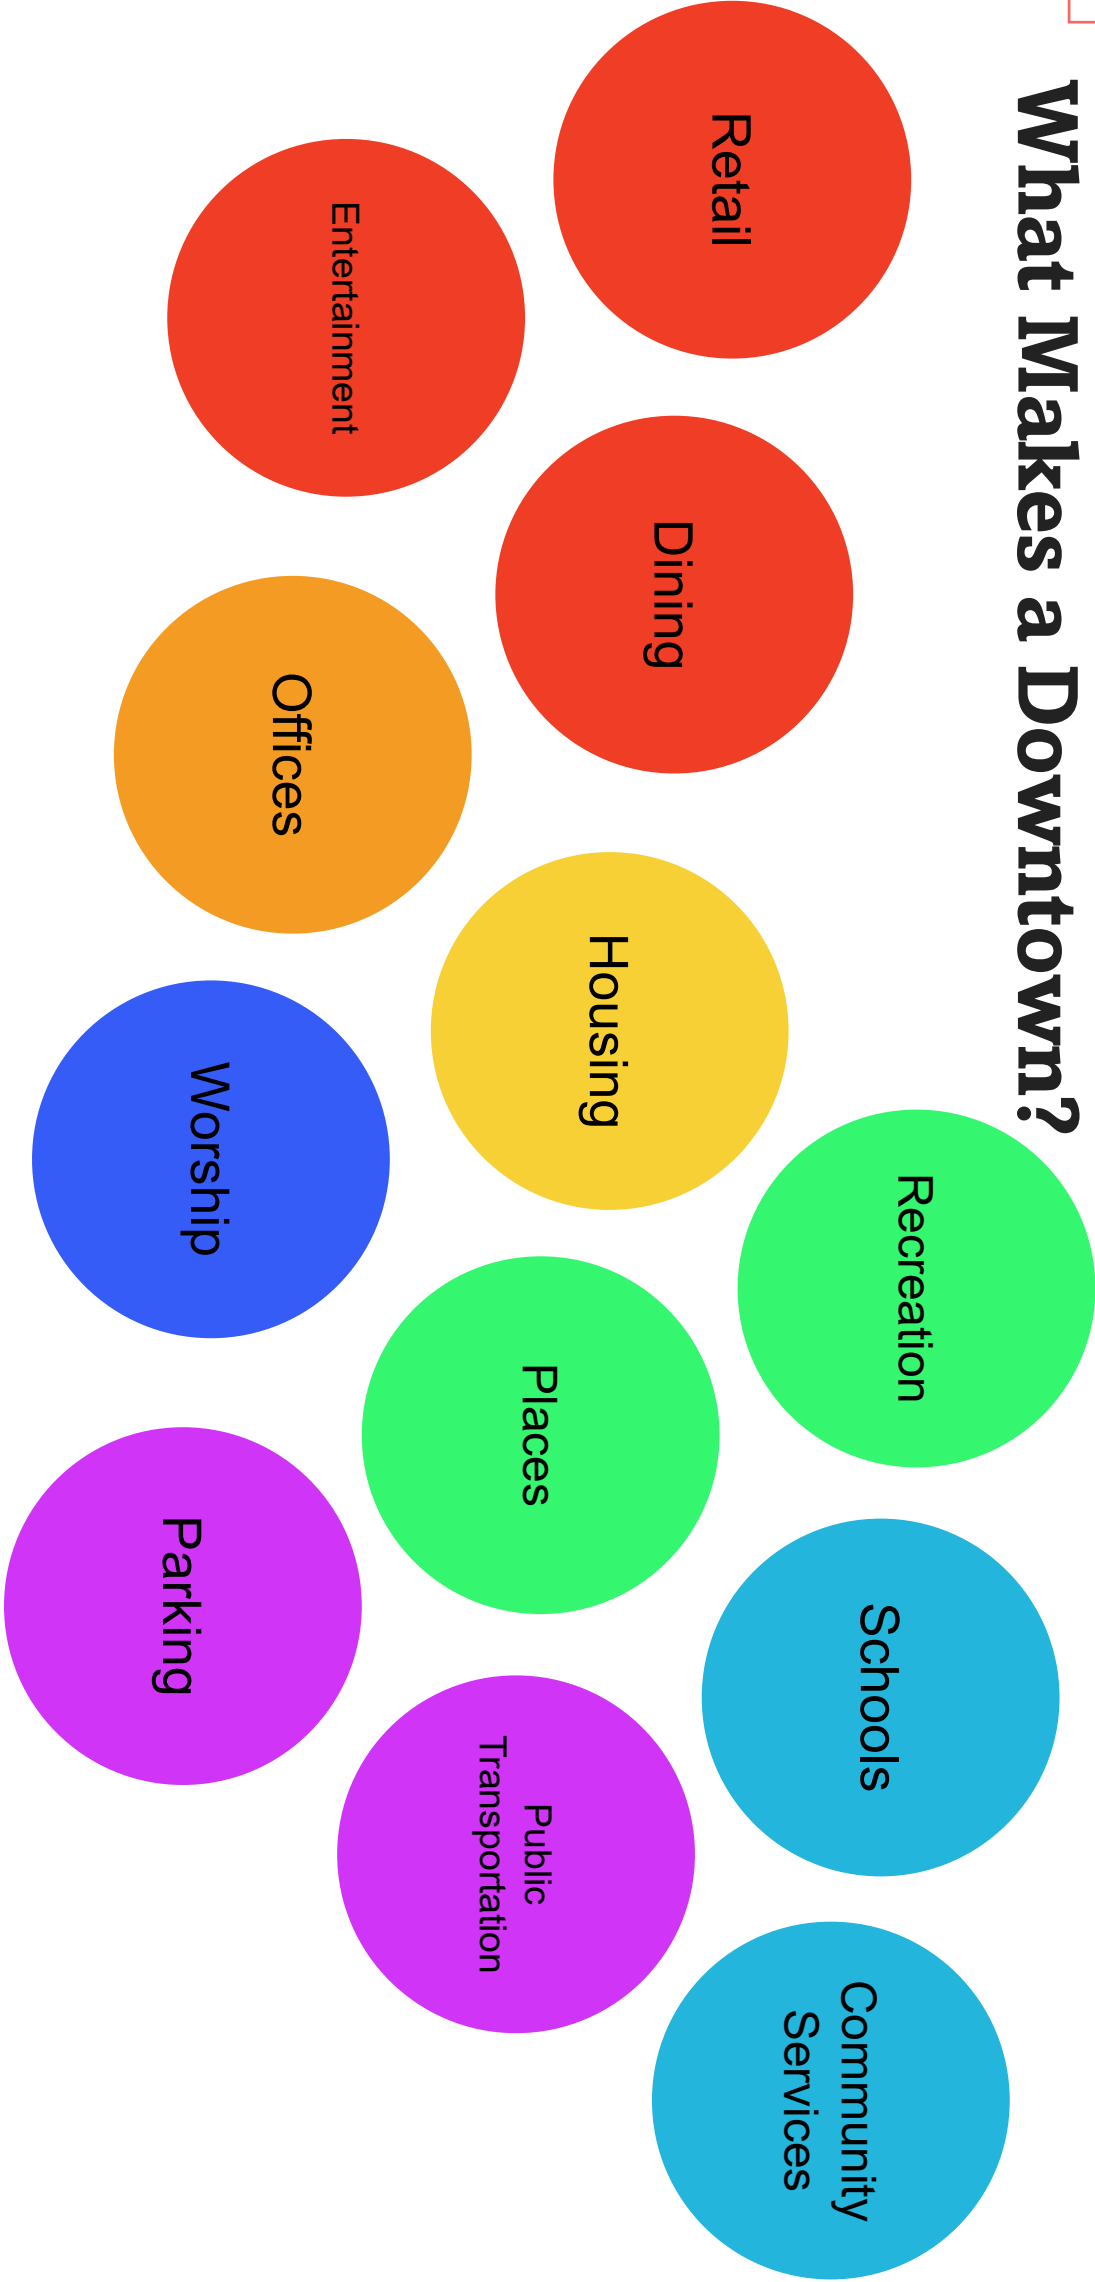 What Makes a Downtown?
Retail
Entertainment
Dining
Offices
Housing
Worship
Recreation
Places
Parking
Schools
Public
Transportation
Community
Services